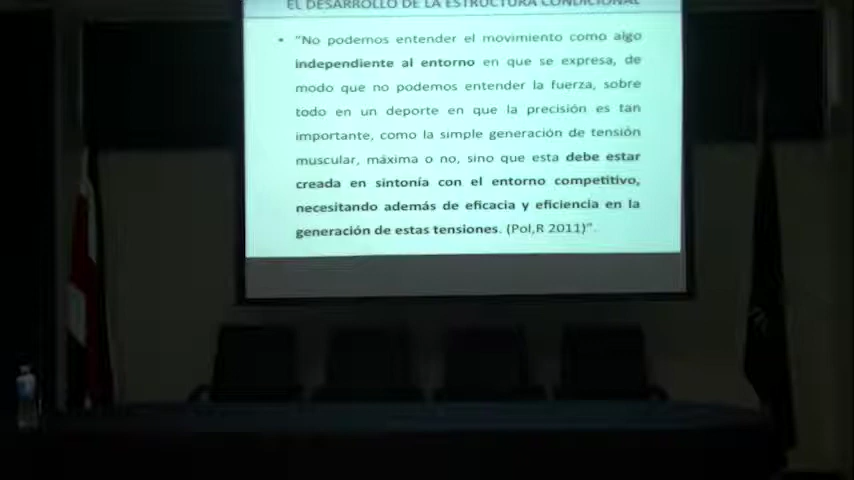 EL DESARROLLO DE LA ESTRUCTURA CONDICIONAL
• "No podemos entender el movimiento como algo
independiente al entorno en que se expresa, de
modo que no podemos entender la fuerza, sobre
todo en un deporte en que la precisión es tan
importante, como la simple generación de tensión
muscular, máxima o no, sino que esta debe estar
creada en sintonía con el entorno competitivo,
necesitando además de eficacia y eficiencia en la
generación de estas tensiones. (Pol,R 2011)".